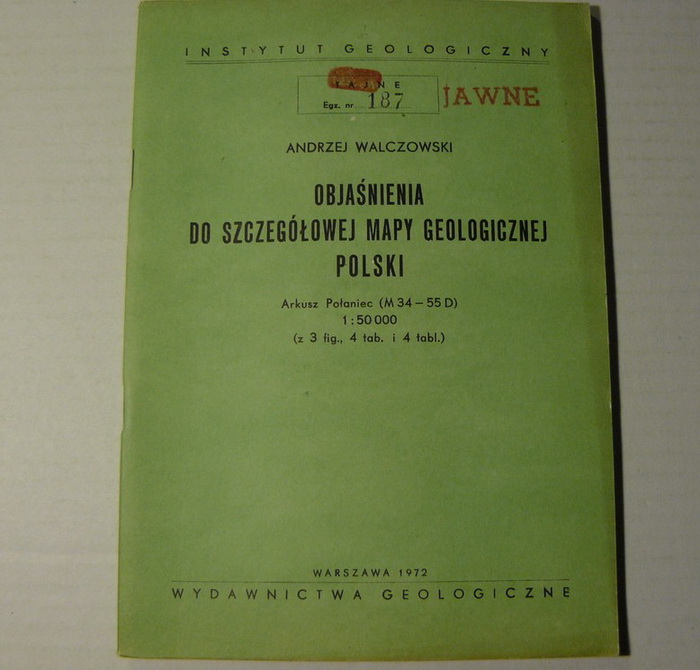 INSTYTUT GEOLOGICZNY
TAJNE
Egz. nr 187
JAWNE
ANDRZEJ WALCZOWSKI
OBJAŚNIENIA
DO SZCZEGÓŁOWEJ MAPY GEOLOGICZNEJ
POLSKI
Arkusz Połaniec (M 34 – 55 D)
1 : 50 000
(z 3 fig., 4 tab. i 4 tabl.)
WARSZAWA 1972
WYDAWNICTWA GEOLOGICZNE